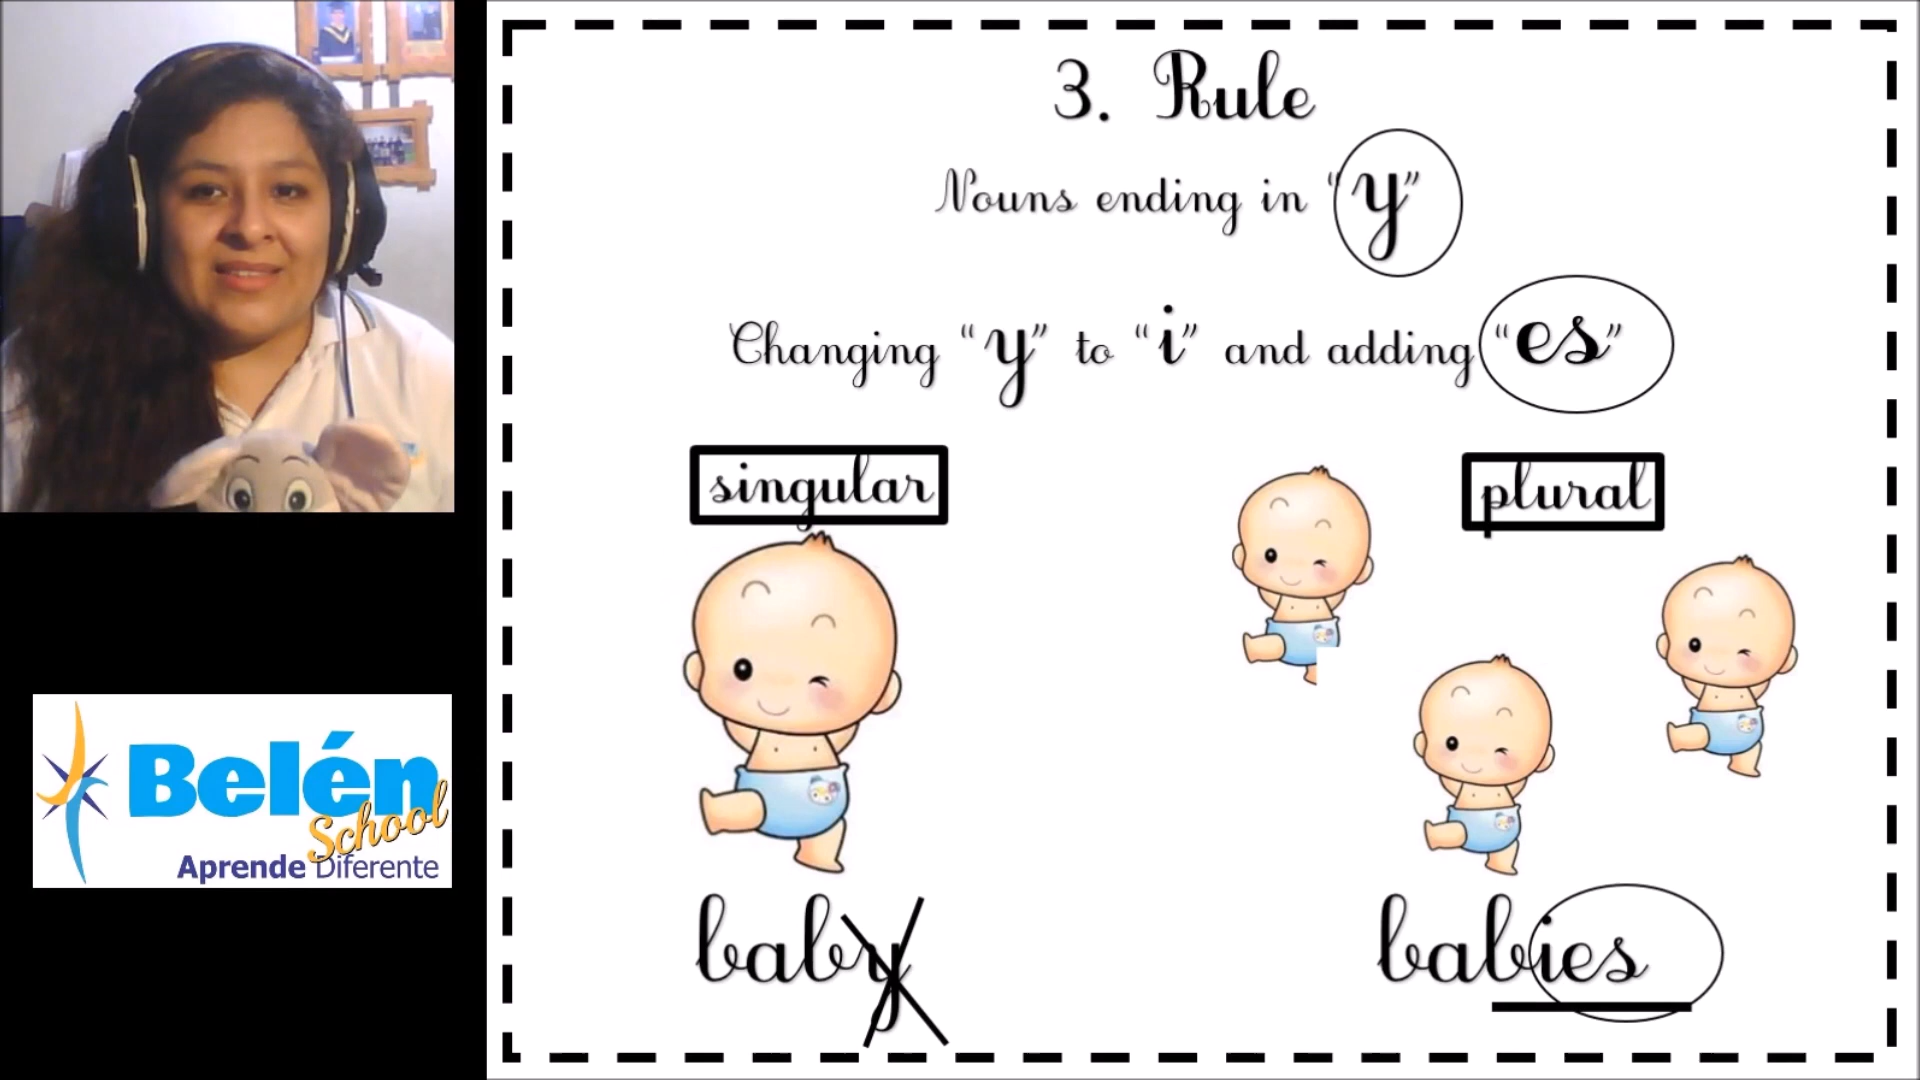 3. Rule
Nouns ending in "y"
Changing "y" to "i" and adding "es"
singular
plural
baby
babies
Belén
School
Aprende Diferente